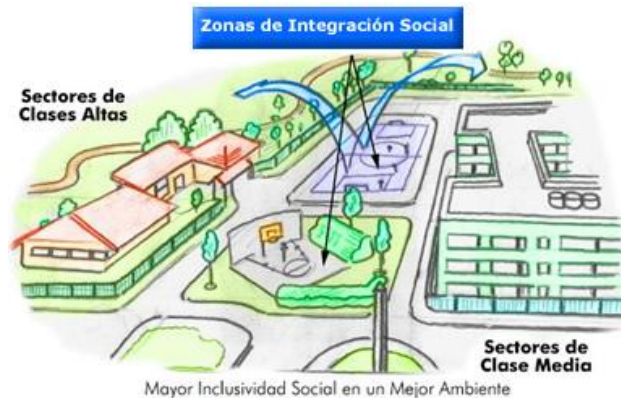 Zonas de Integración Social
Sectores de
Clases Altas
Sectores de
Clase Media
Mayor Inclusividad Social en un Mejor Ambiente